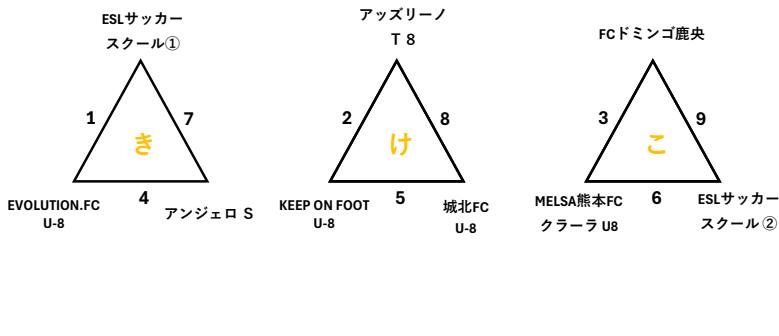 ESLサッカー
スクール①
1
7
き
4
EVOLUTION.FC
U-8
アンジェロ S
アッズリーノ
T 8
2
8
け
5
KEEP ON FOOT
U-8
城北FC
U-8
FCドミンゴ鹿央
3
9
こ
6
MELSA熊本FC
クラーラ U8
ESLサッカー
スクール ②